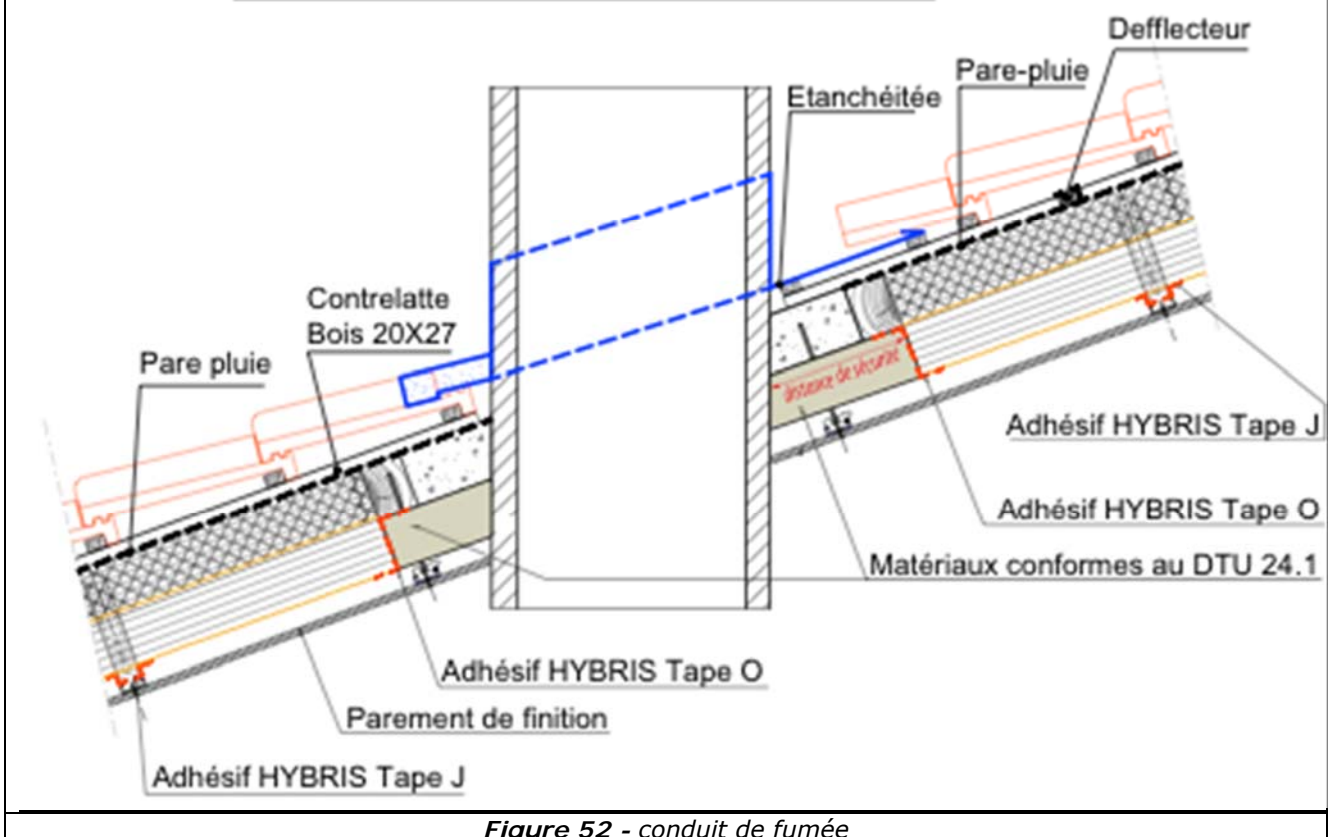 Defflecteur
Pare-pluie
Etanchéitée
Contrelatte
Bois 20X27
Pare pluie
distance de sécurité
Adhésif HYBRIS Tape J
Adhésif HYBRIS Tape O
Matériaux conformes au DTU 24.1
Adhésif HYBRIS Tape O
Parement de finition
Adhésif HYBRIS Tape J
Figure 52 - conduit de fumée